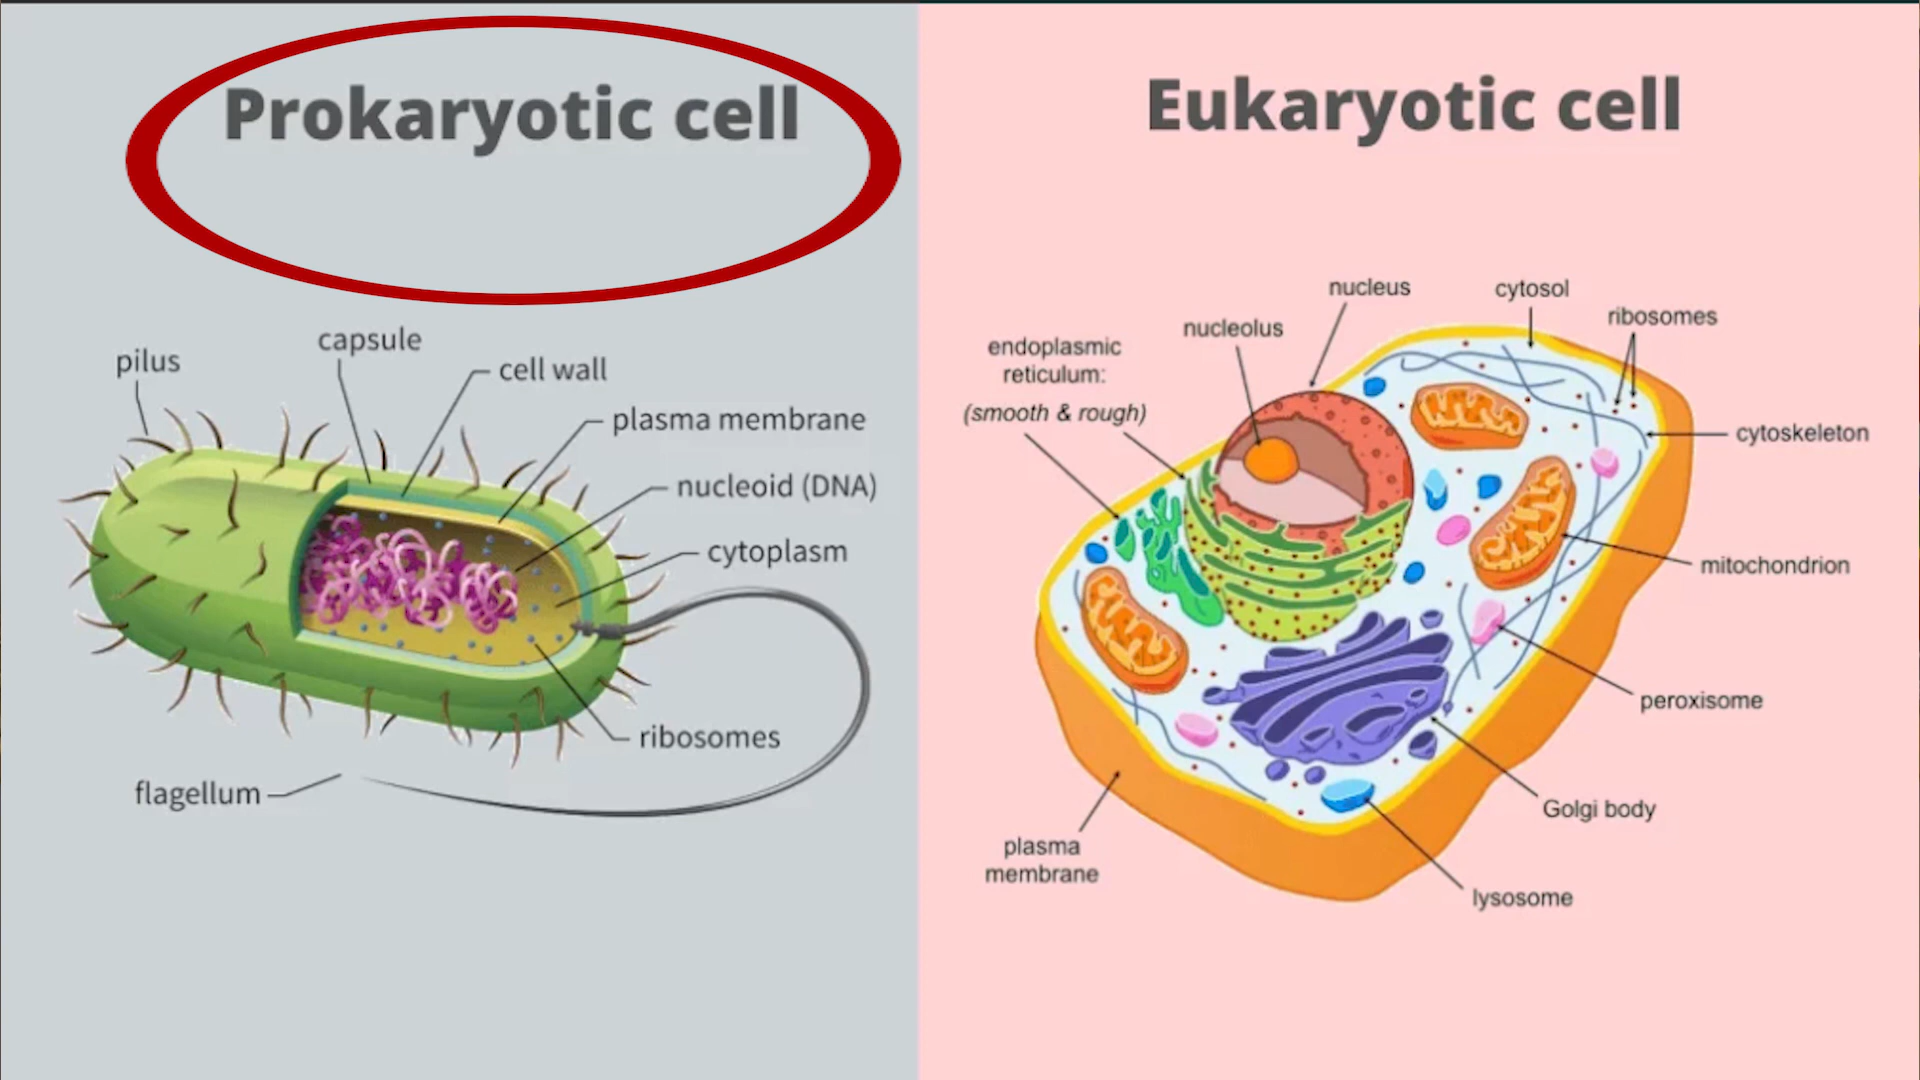 Prokaryotic cell
pilus
capsule
cell wall
plasma membrane
nucleoid (DNA)
cytoplasm
ribosomes
flagellum
Eukaryotic cell
nucleus
cytosol
ribosomes
nucleolus
endoplasmic
reticulum:
(smooth & rough)
cytoskeleton
mitochondrion
peroxisome
Golgi body
plasma
membrane
lysosome